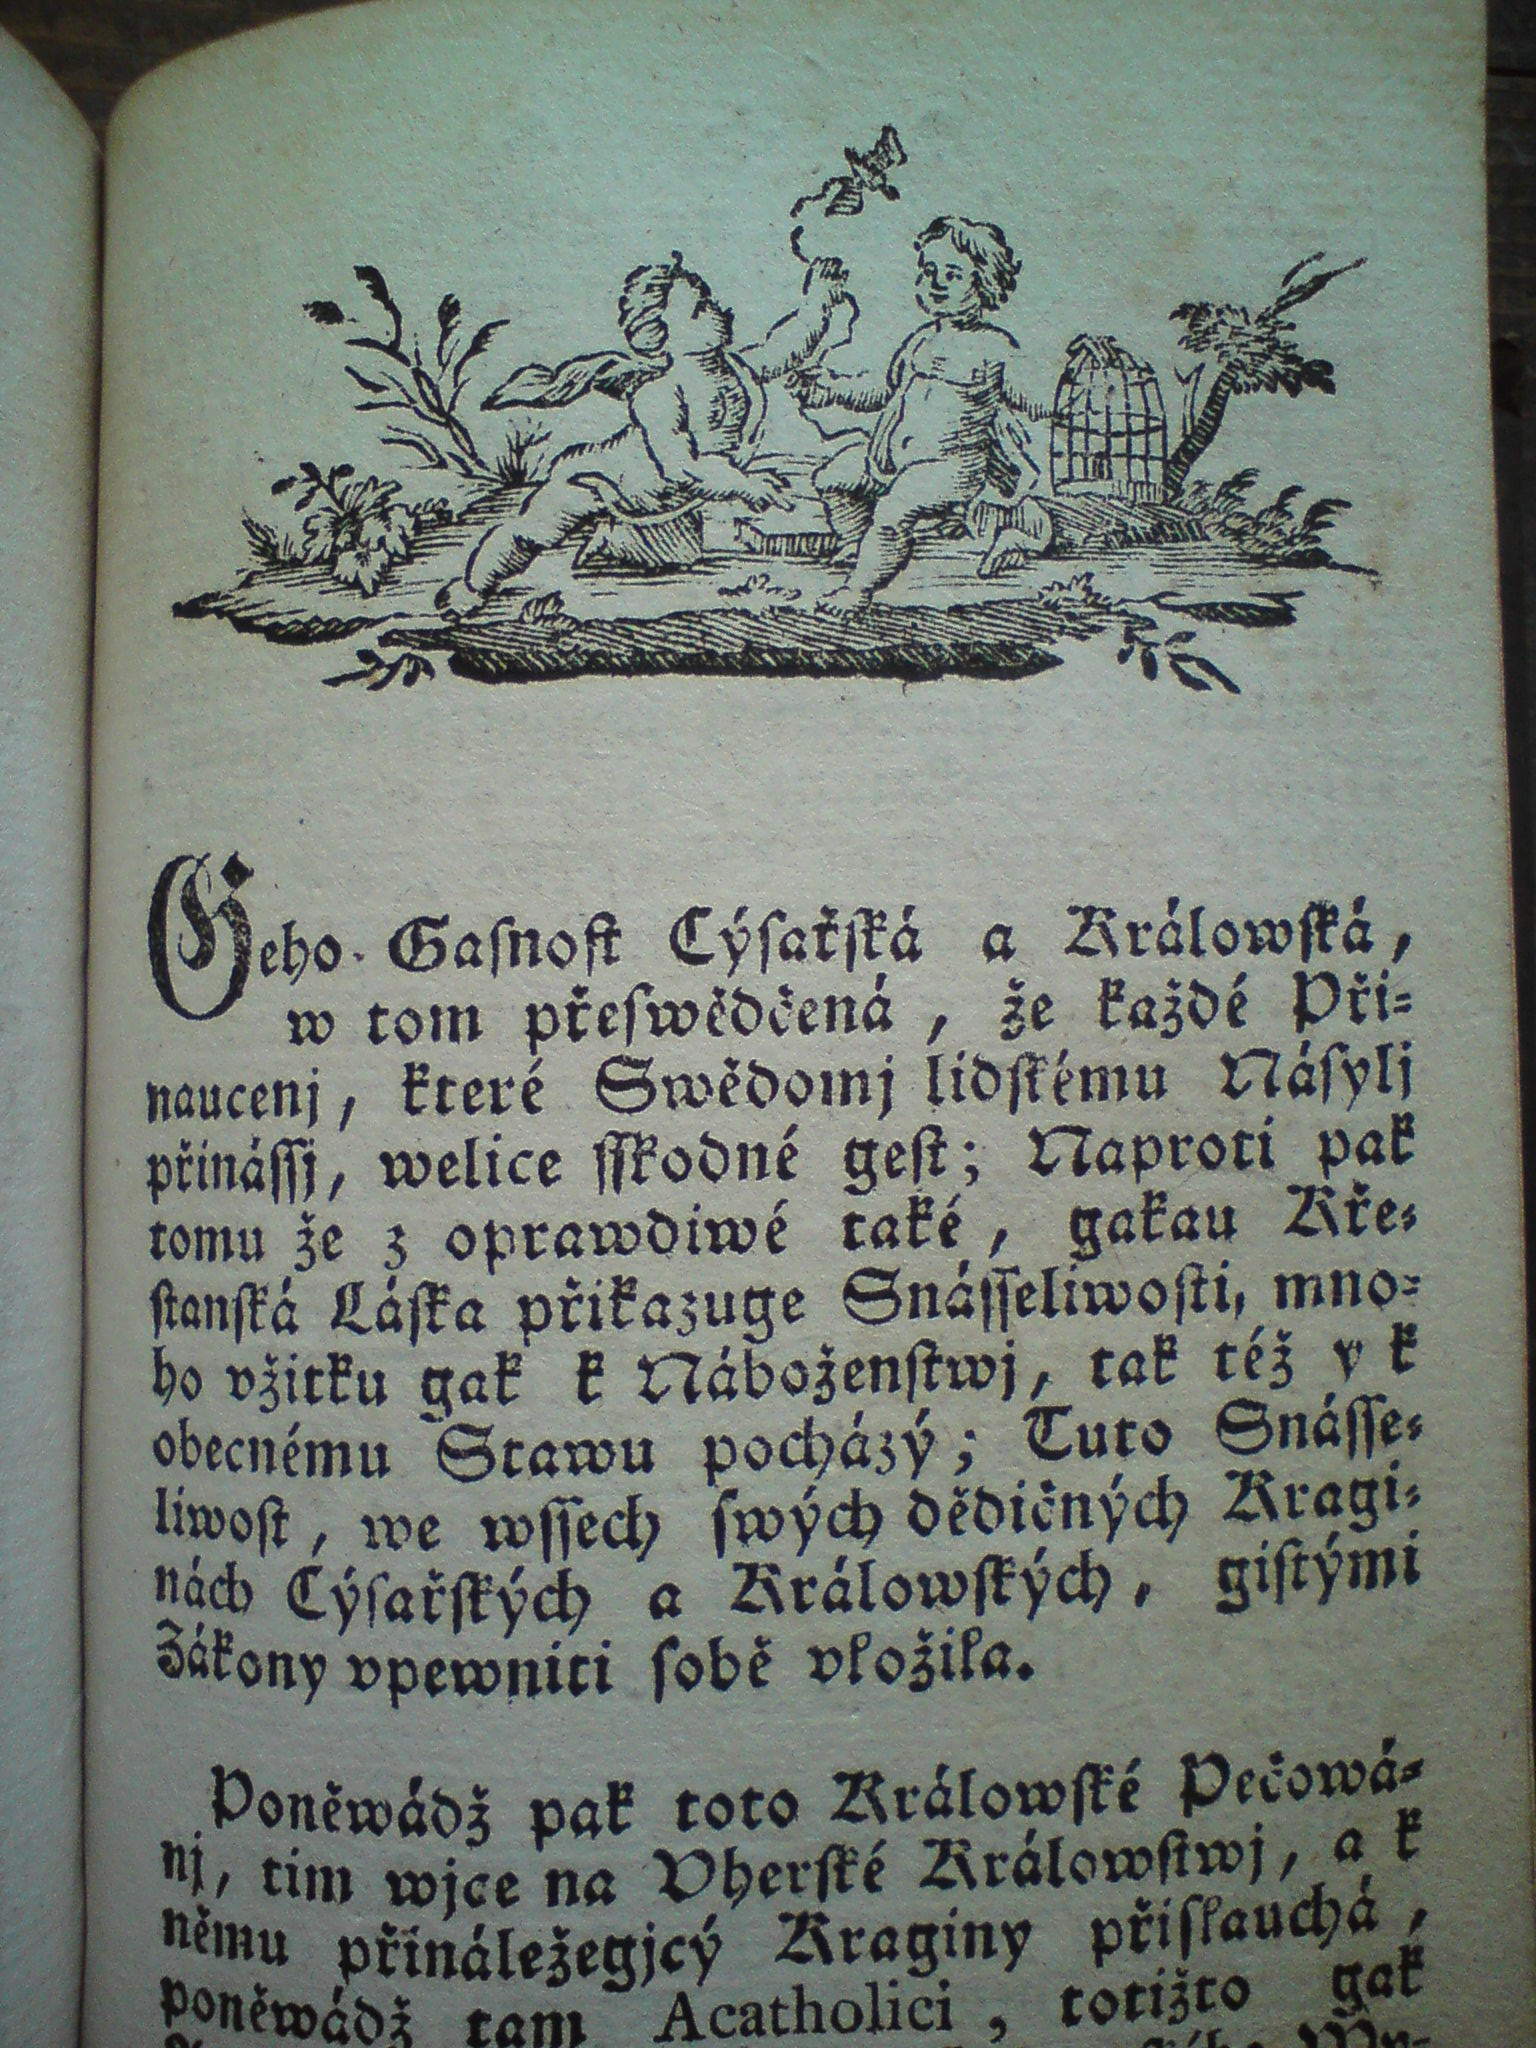 Geho Gasnoſt Cýſařſká a Králowſká,
w tom přeſwědčená, že každé Při⸗
naucenj, které Swědomj lidſkému Náſylj
přináſſj, welice ſſkodné geſt; Naproti pak
tomu že z oprawdiwé také, gakau Kře⸗
ſtanſká Láſka přikazuge Snáſſeliwoſti, mno⸗
ho vžitku gak k Náboženſtwj, tak též y k
obecnému Stawu pocházý; Tuto Snáſſe⸗
liwoſt, we wſſech ſwých dědičných Kragi⸗
nách Cýſařſkých a Králowſkých, giſtými
Zákony vpewniti ſobě vložila.
Poněwádž pak toto Králowſké Pečowá⸗
nj, tim wjce na Vherſké Králowſtwj, a k
němu přináležegjcý Kraginy přiſlauchá,
poněwádž tam Acatholici, totižto gak